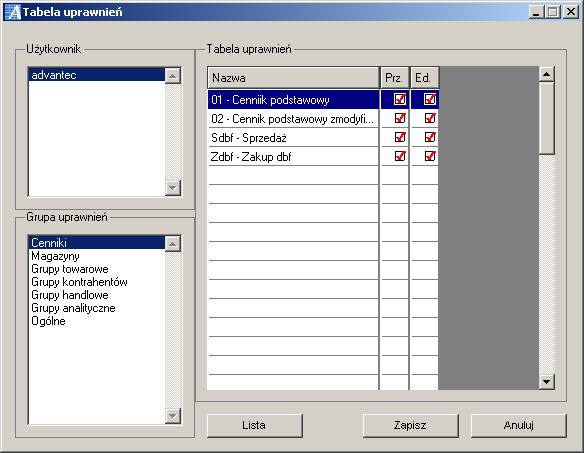 Tabela uprawnień
Użytkownik
advantec
Grupa uprawnień
Cenniki
Magazyny
Grupy towarowe
Grupy kontrahentów
Grupy handlowe
Grupy analityczne
Ogólne
Tabela uprawnień
Nazwa Prz. Ed.
01 - Cenniik podstawowy
02 - Cennik podstawowy zmodyfi...
Sdbf - Sprzedaż
Zdbf - Zakup dbf
Lista Zapisz Anuluj